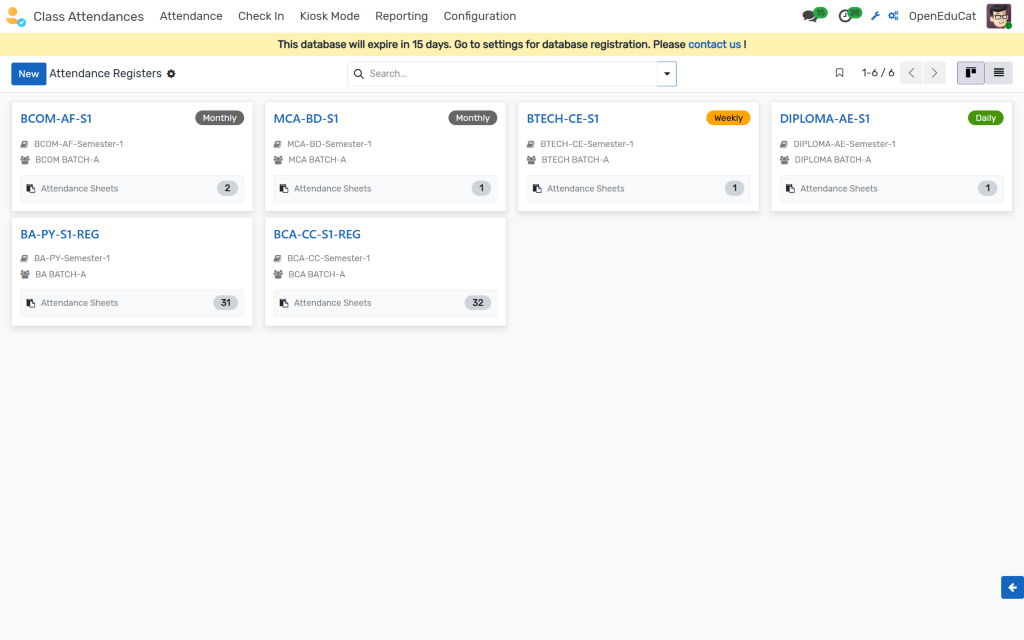 Class Attendances Attendance Check In Kiosk Mode Reporting Configuration 15 28 OpenEduCat
This database will expire in 15 days. Go to settings for database registration. Please contact us !
New Attendance Registers Search... 1-6 / 6
BCOM-AF-S1 Monthly
BCOM-AF-Semester-1
BCOM BATCH-A
Attendance Sheets 2
MCA-BD-S1 Monthly
MCA-BD-Semester-1
MCA BATCH-A
Attendance Sheets 1
BTECH-CE-S1 Weekly
BTECH-CE-Semester-1
BTECH BATCH-A
Attendance Sheets 1
DIPLOMA-AE-S1 Daily
DIPLOMA-AE-Semester-1
DIPLOMA BATCH-A
Attendance Sheets 1
BA-PY-S1-REG
BA-PY-Semester-1
BA BATCH-A
Attendance Sheets 31
BCA-CC-S1-REG
BCA-CC-Semester-1
BCA BATCH-A
Attendance Sheets 32